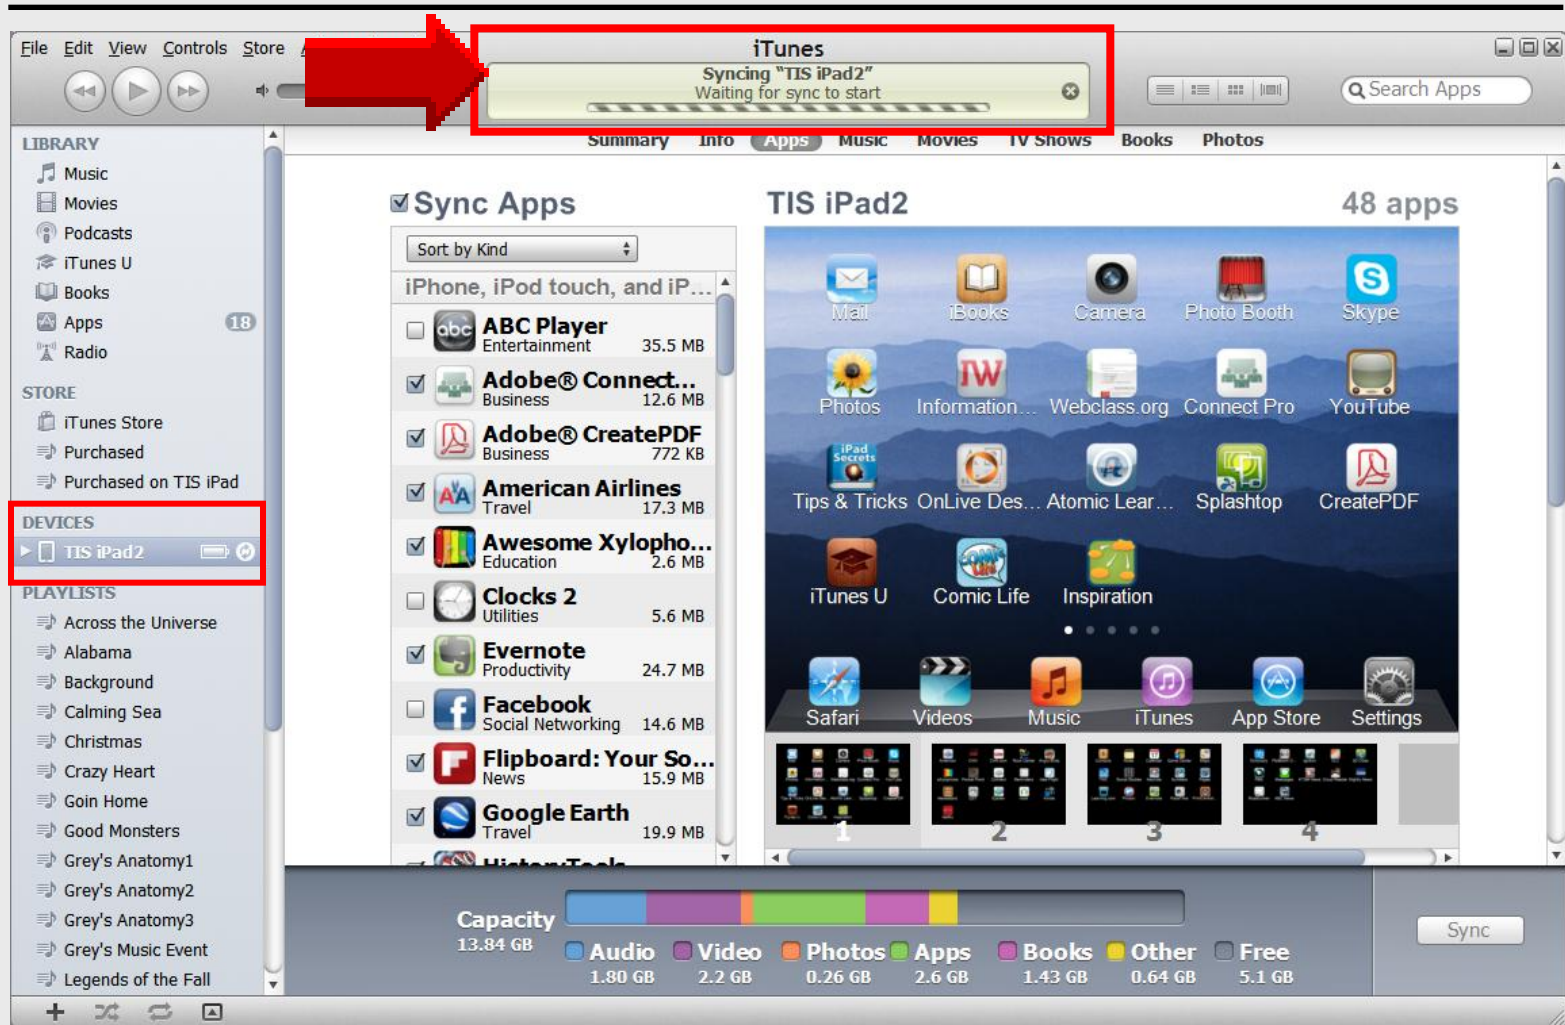 iTunes
File Edit View Controls Store
Syncing "TIS iPad2"
Waiting for sync to start
Search Apps
Summary Info Apps Music Movies TV Shows Books Photos
LIBRARY
Music
Movies
Podcasts
iTunes U
Books
Apps 18
Radio
STORE
iTunes Store
Purchased
Purchased on TIS iPad
DEVICES
TIS iPad2
PLAYLISTS
Across the Universe
Alabama
Background
Calming Sea
Christmas
Crazy Heart
Goin Home
Good Monsters
Grey's Anatomy1
Grey's Anatomy2
Grey's Anatomy3
Grey's Music Event
Legends of the Fall
Sync Apps
Sort by Kind
iPhone, iPod touch, and iP...
abc
ABC Player
Entertainment 35.5 MB
Adobe® Connect...
Business 12.6 MB
Adobe® CreatePDF
Business 772 KB
AA
American Airlines
Travel 17.3 MB
Awesome Xylopho...
Education 2.6 MB
Clocks 2
Utilities 5.6 MB
Evernote
Productivity 24.7 MB
Facebook
Social Networking 14.6 MB
Flipboard: Your So...
News 15.9 MB
Google Earth
Travel 19.9 MB
HistoryTools
TIS iPad2 48 apps
Mail iBooks Camera Photo Booth Skype
IW
Photos Information... Webclass.org Connect Pro YouTube
iPad
Secrets
Tips & Tricks OnLive Des... Atomic Lear... Splashtop CreatePDF
COMIC
Life
iTunes U Comic Life Inspiration
Safari Videos Music iTunes App Store Settings
1 2 3 4
Capacity
13.84 GB
Audio Video Photos Apps Books Other Free
1.80 GB 2.2 GB 0.26 GB 2.6 GB 1.43 GB 0.64 GB 5.1 GB
Sync